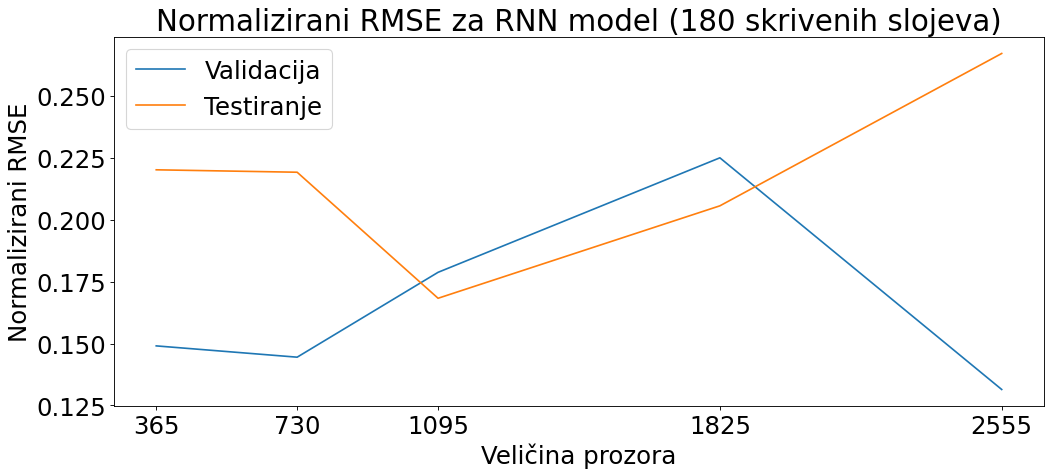 Normalizirani RMSE za RNN model (180 skrivenih slojeva)
Validacija
Testiranje
Normalizirani RMSE
0.250
0.225
0.200
0.175
0.150
0.125
365 730 1095 1825 2555
Veličina prozora